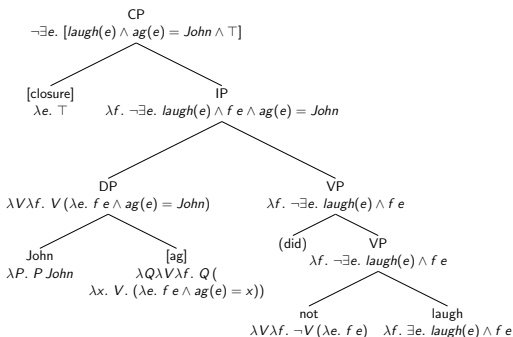 CP
¬∃e. [laugh(e) ∧ ag(e) = John ∧ ⊤]
[closure]
λe. ⊤
IP
λf. ¬∃e. laugh(e) ∧ f e ∧ ag(e) = John
DP
λVλf. V (λe. f e ∧ ag(e) = John)
VP
λf. ¬∃e. laugh(e) ∧ f e
John
λP. P John
[ag]
λQλVλf. Q (
λx. V. (λe. f e ∧ ag(e) = x))
(did)
VP
λf. ¬∃e. laugh(e) ∧ f e
not
λVλf. ¬V (λe. f e)
laugh
λf. ∃e. laugh(e) ∧ f e